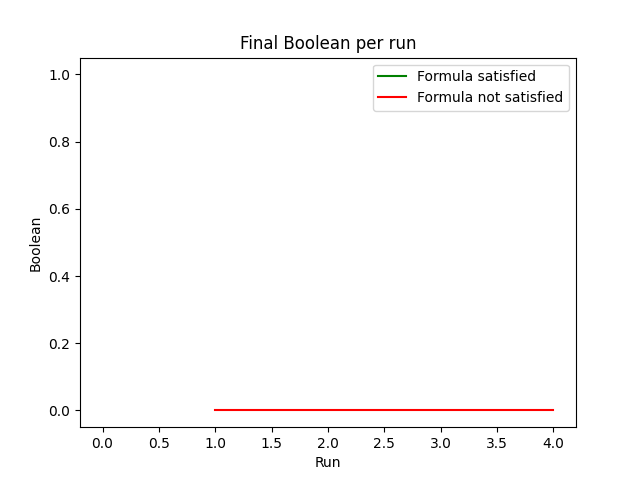 Final Boolean per run
Formula satisfied
Formula not satisfied
1.0
0.8
0.6
0.4
0.2
0.0
Boolean
0.0 0.5 1.0 1.5 2.0 2.5 3.0 3.5 4.0
Run